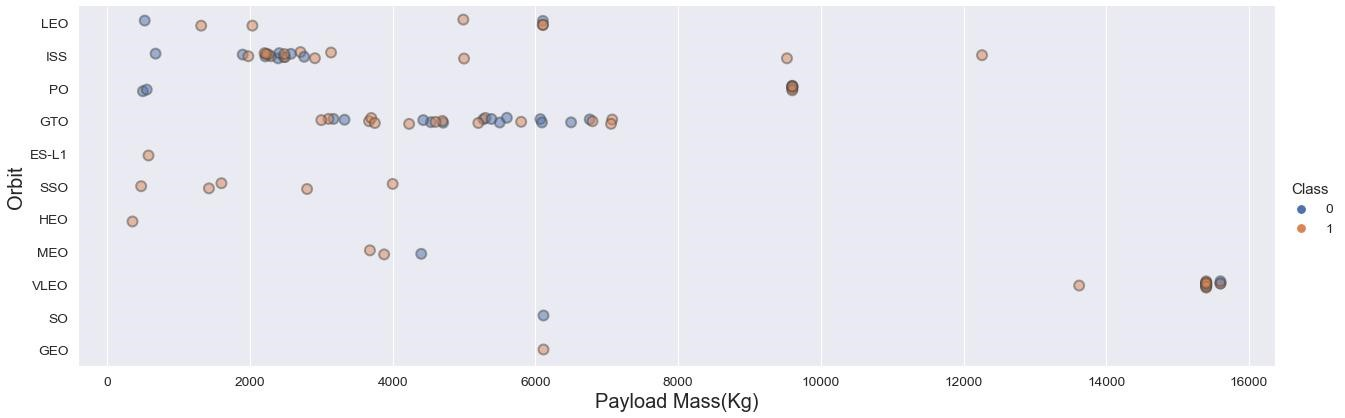 Orbit
LEO
ISS
PO
GTO
ES-L1
SSO
HEO
MEO
VLEO
SO
GEO
0 2000 4000 6000 8000 10000 12000 14000 16000
Payload Mass(Kg)
Class
0
1